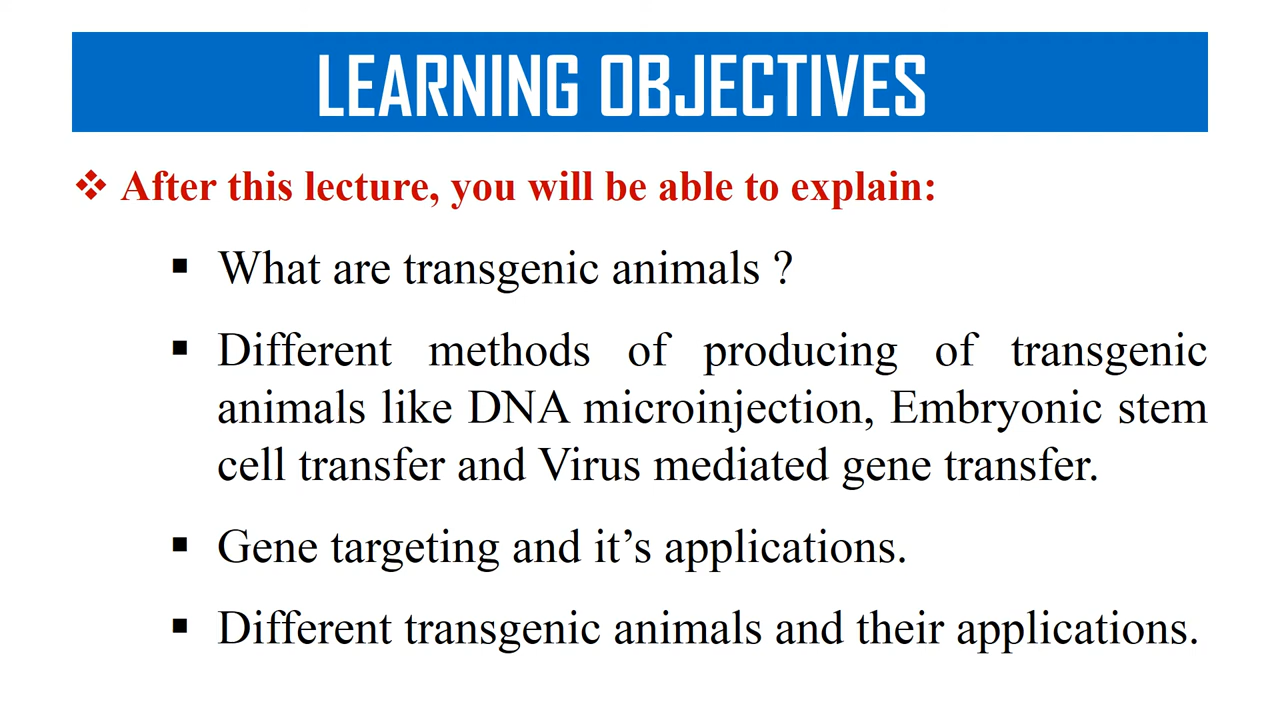 LEARNING OBJECTIVES
❖ After this lecture, you will be able to explain:
▪ What are transgenic animals ?
▪ Different methods of producing of transgenic
animals like DNA microinjection, Embryonic stem
cell transfer and Virus mediated gene transfer.
▪ Gene targeting and it’s applications.
▪ Different transgenic animals and their applications.